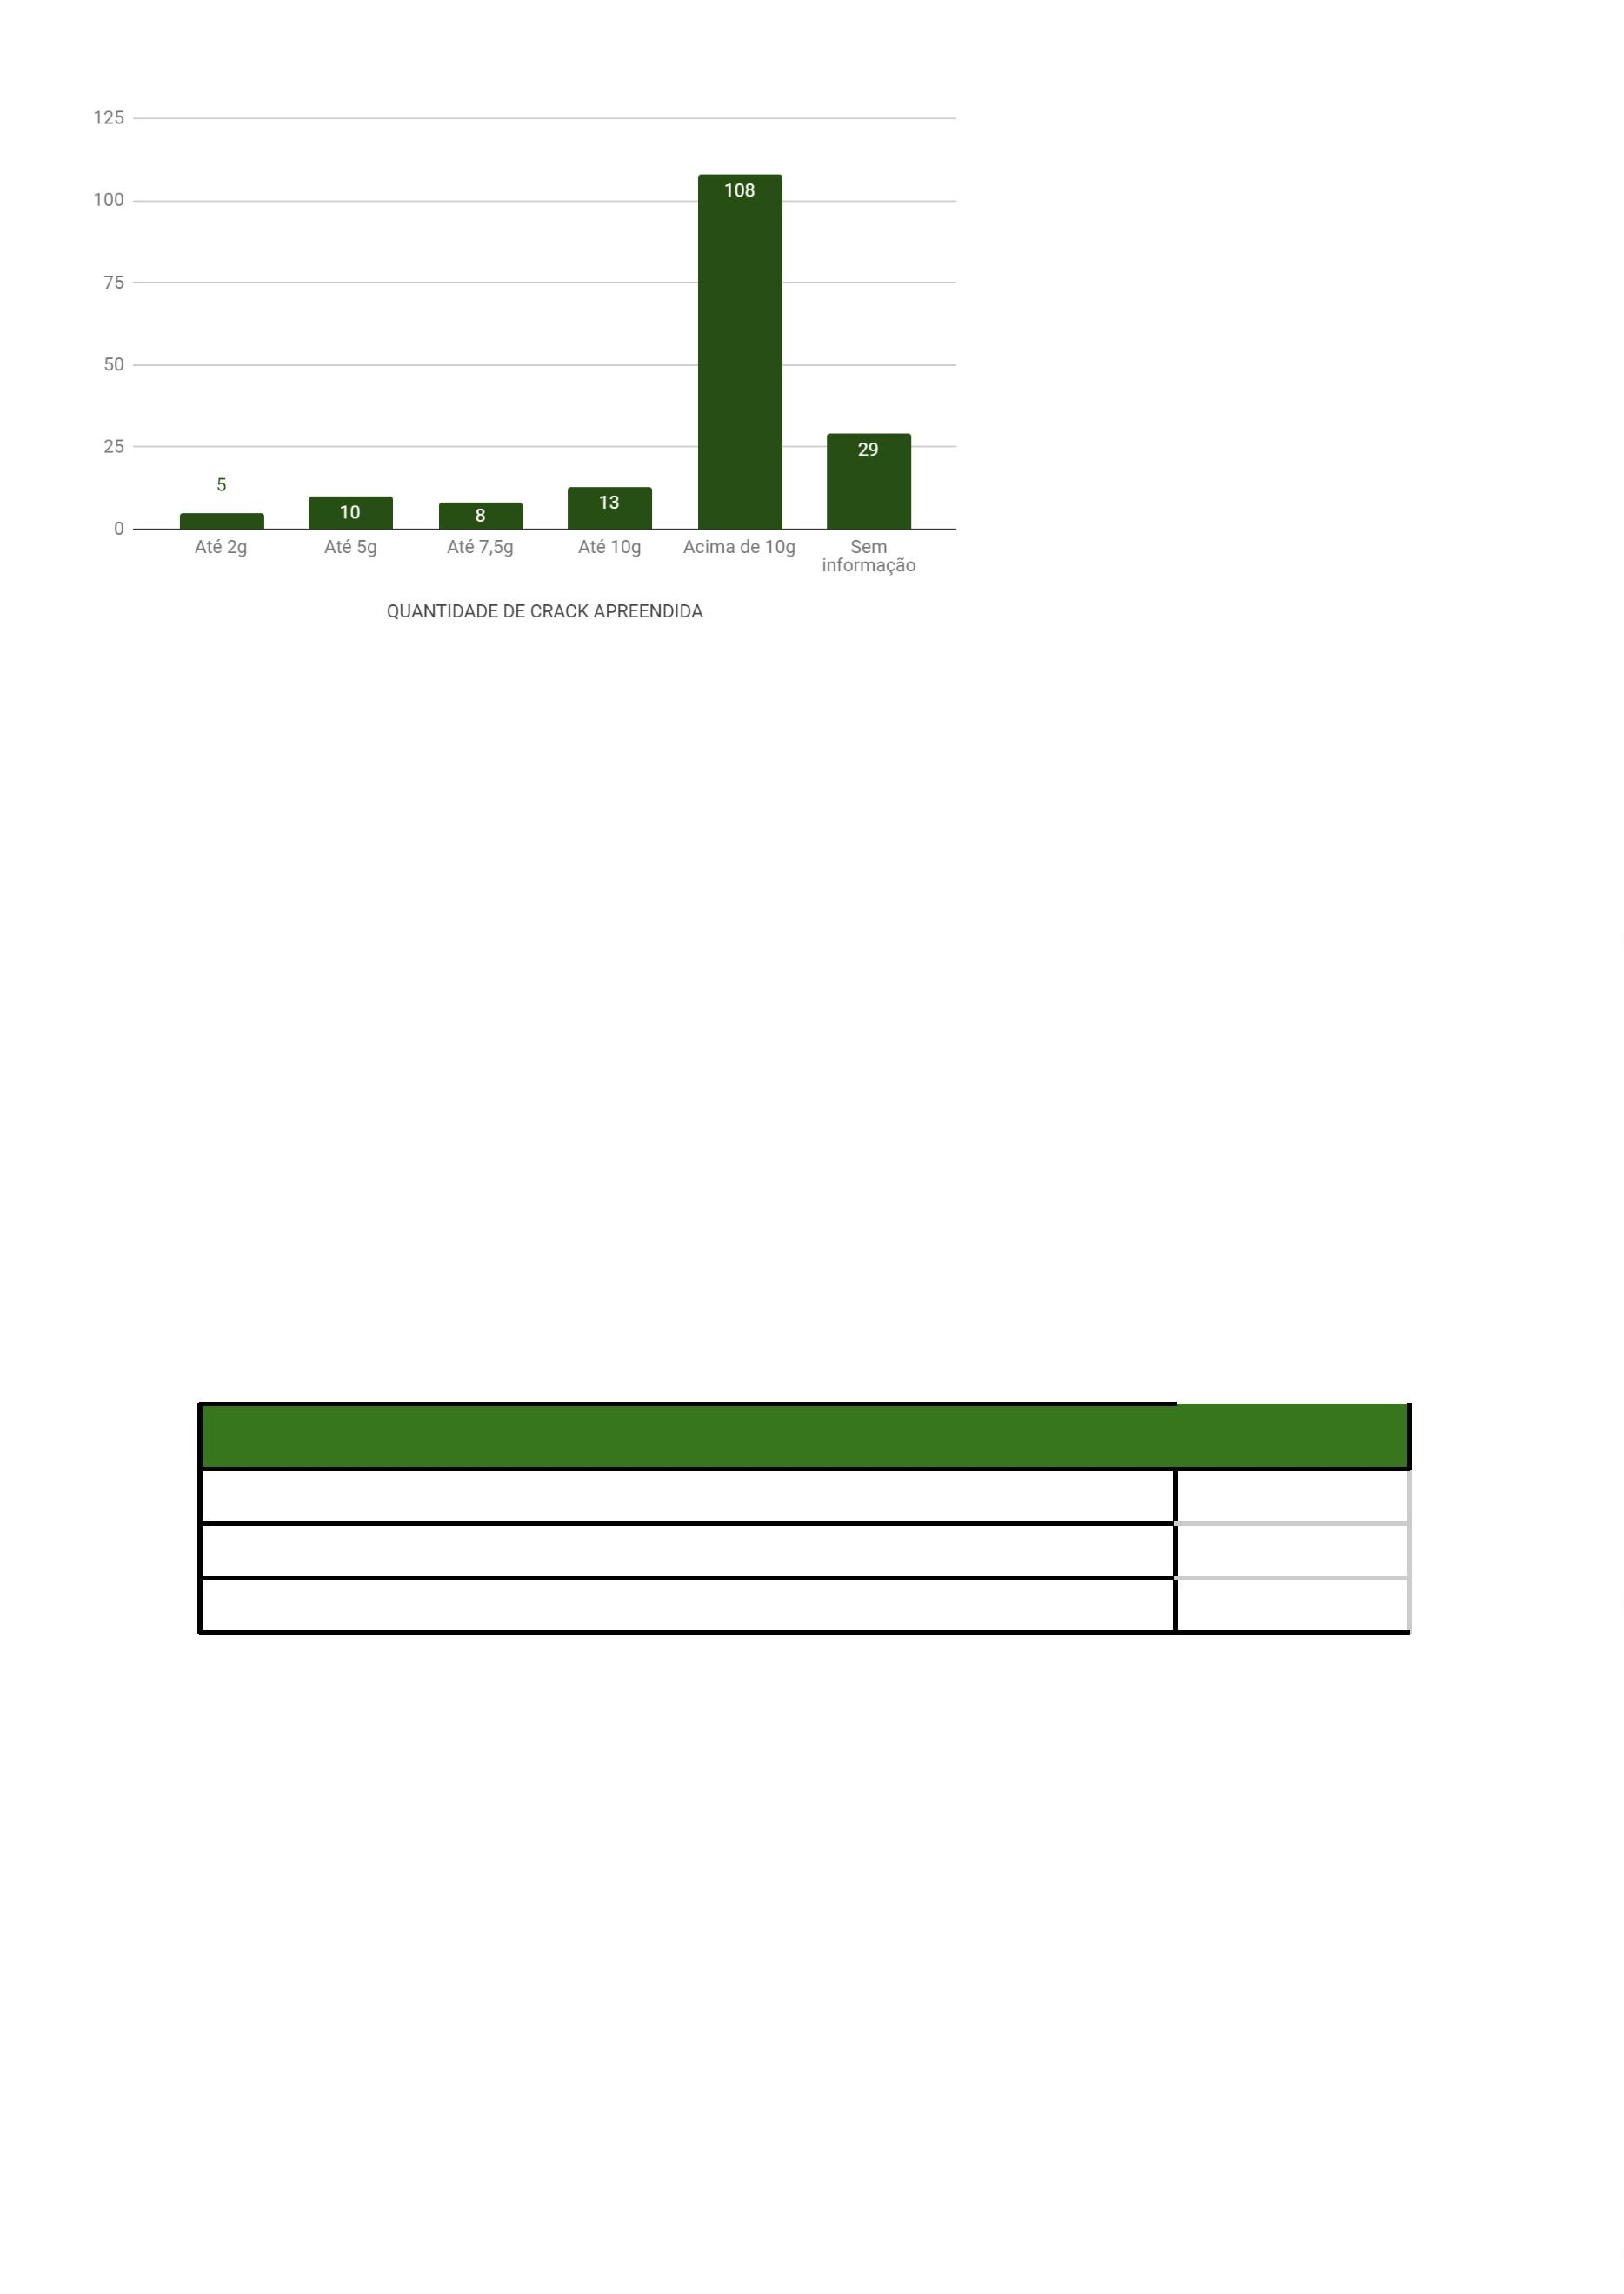 125
100
75
50
25
0
5
10
8
13
108
29
Até 2g
Até 5g
Até 7,5g
Até 10g
Acima de 10g
Sem
informação
QUANTIDADE DE CRACK APREENDIDA